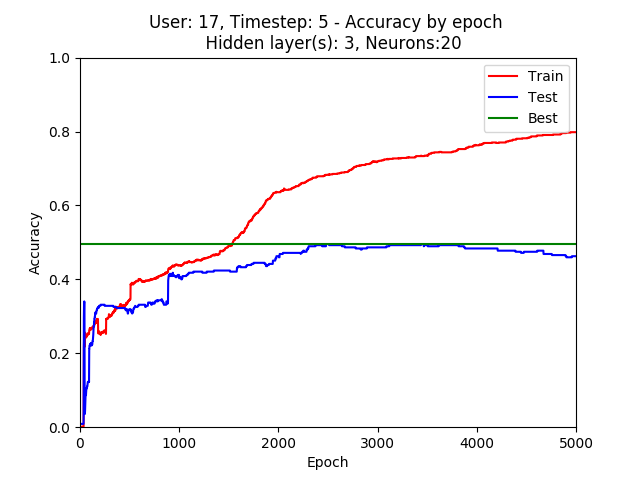 User: 17, Timestep: 5 - Accuracy by epoch
Hidden layer(s): 3, Neurons:20
1.0
0.8
0.6
0.4
0.2
0.0
Accuracy
Train
Test
Best
0 1000 2000 3000 4000 5000
Epoch